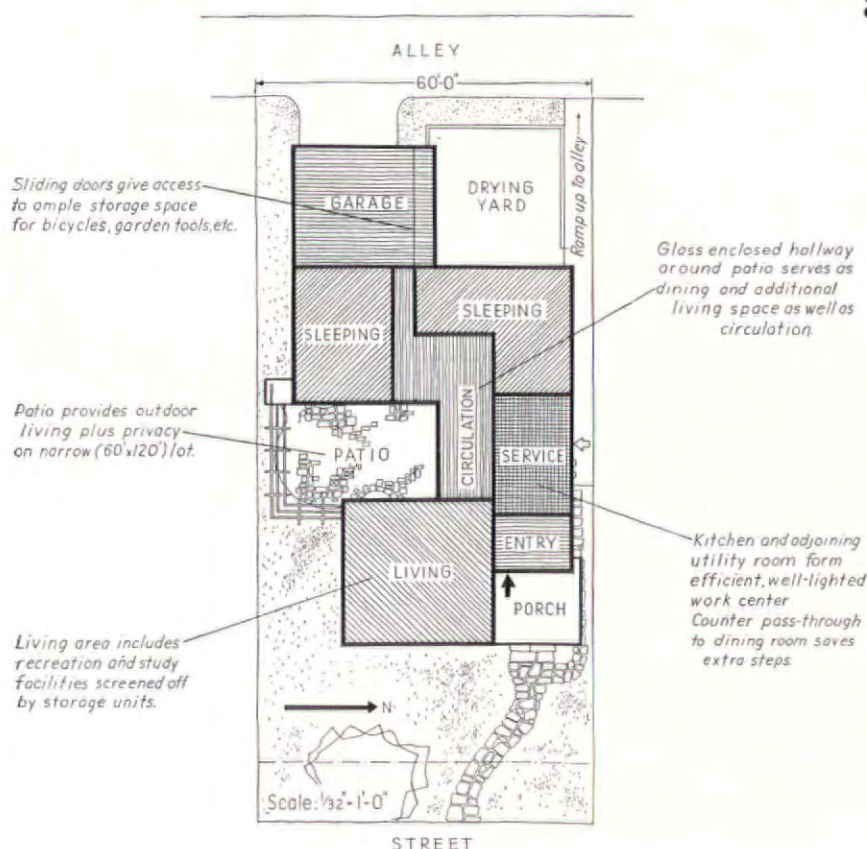 ALLEY
60'-0"
Sliding doors give access
to ample storage space
for bicycles, garden tools, etc.
GARAGE
DRYING
YARD
Ramp up to alley
Glass enclosed hallway
around patio serves as
dining and additional
living space as well as
circulation.
SLEEPING
SLEEPING
Patio provides outdoor
living plus privacy
on narrow (60'x120') lot.
PATIO
CIRCULATION
SERVICE
ENTRY
LIVING
PORCH
Kitchen and adjoining
utility room form
efficient, well-lighted
work center
Counter pass-through
to dining room saves
extra steps.
Living area includes
recreation and study
facilities screened off
by storage units.
N
Scale: 1/32"-1'-0"
STREET